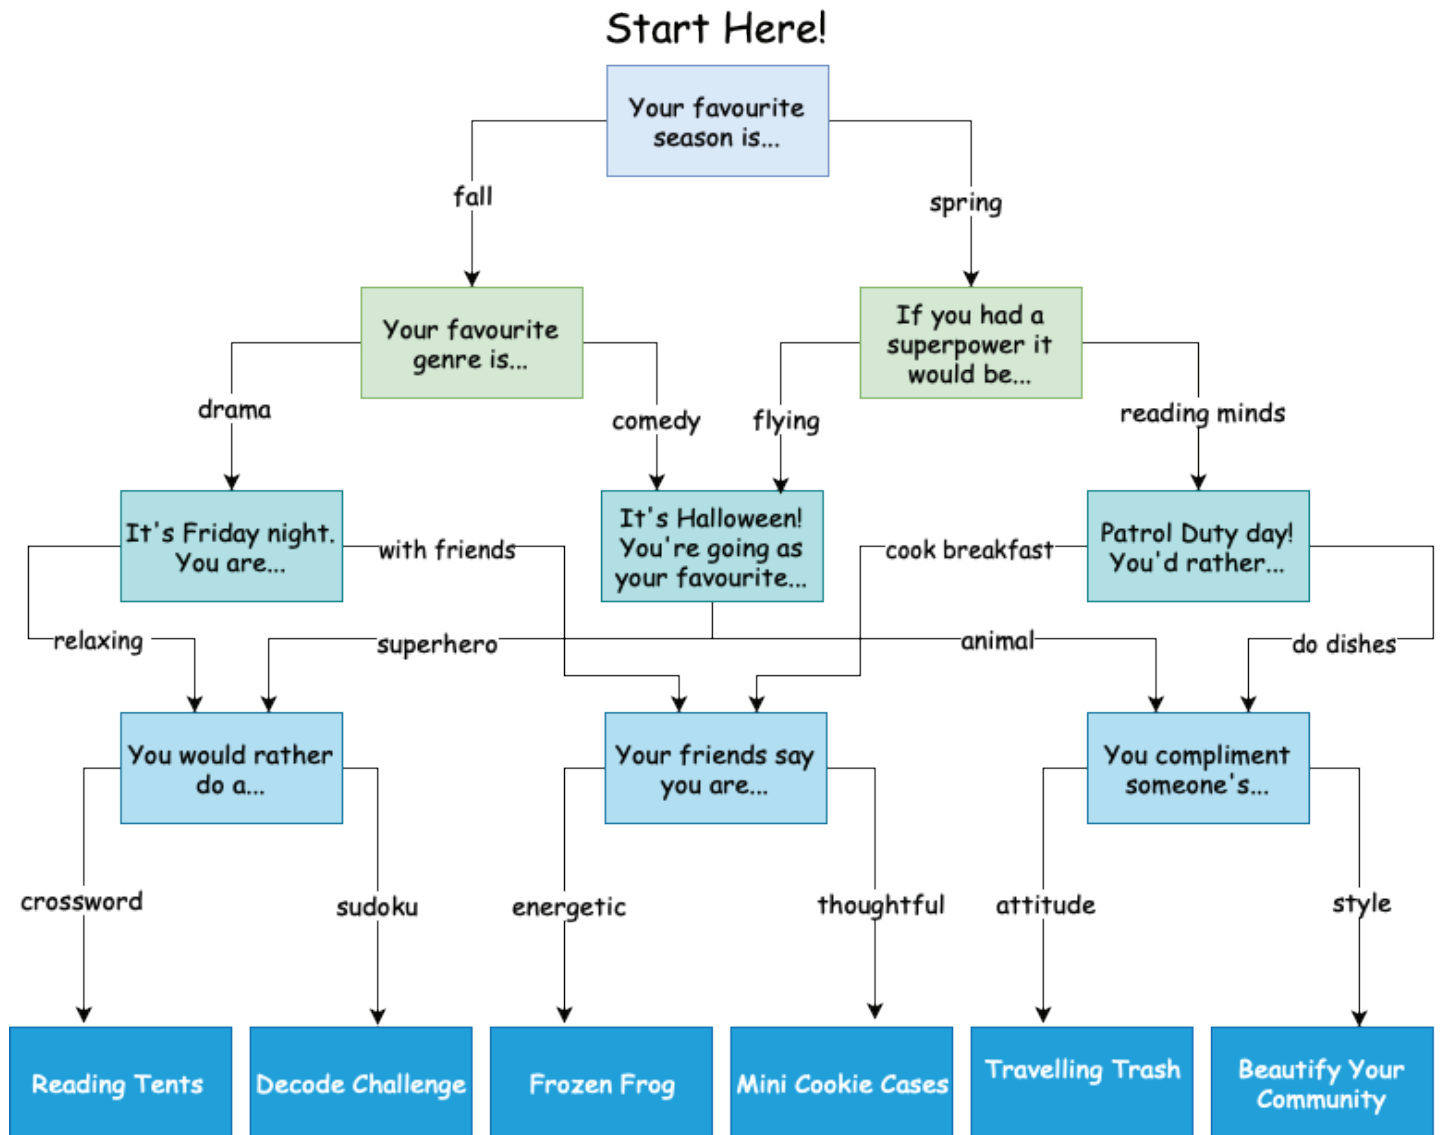 Start Here!
Your favourite
season is...
fall
spring
Your favourite
genre is...
If you had a
superpower it
would be...
drama
comedy
flying
reading minds
It's Friday night.
You are...
with friends
It's Halloween!
You're going as
your favourite...
cook breakfast
Patrol Duty day!
You'd rather...
relaxing
superhero
animal
do dishes
You would rather
do a...
Your friends say
you are...
You compliment
someone's...
crossword
sudoku
energetic
thoughtful
attitude
style
Reading Tents
Decode Challenge
Frozen Frog
Mini Cookie Cases
Travelling Trash
Beautify Your
Community